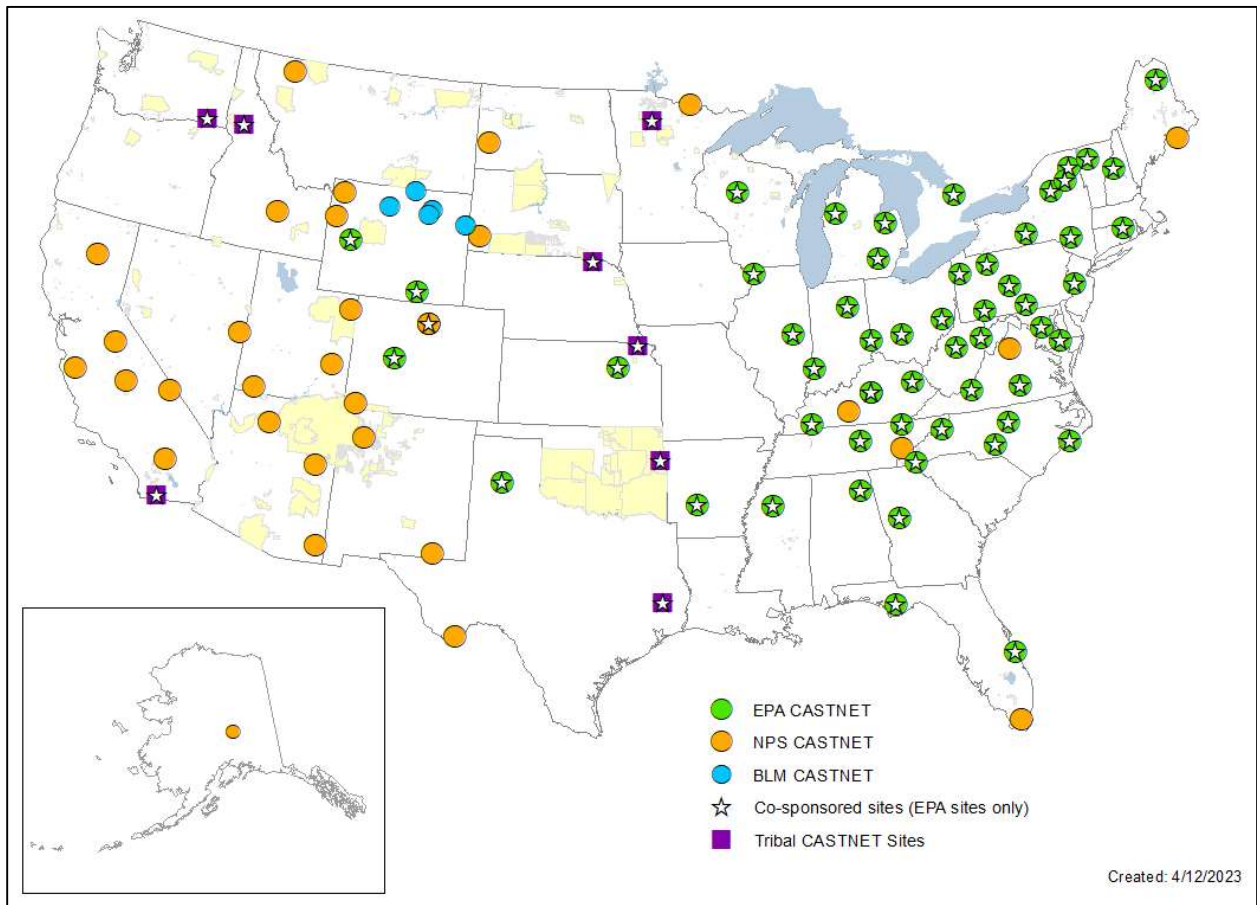 EPA CASTNET
NPS CASTNET
BLM CASTNET
Co-sponsored sites (EPA sites only)
Tribal CASTNET Sites
Created: 4/12/2023